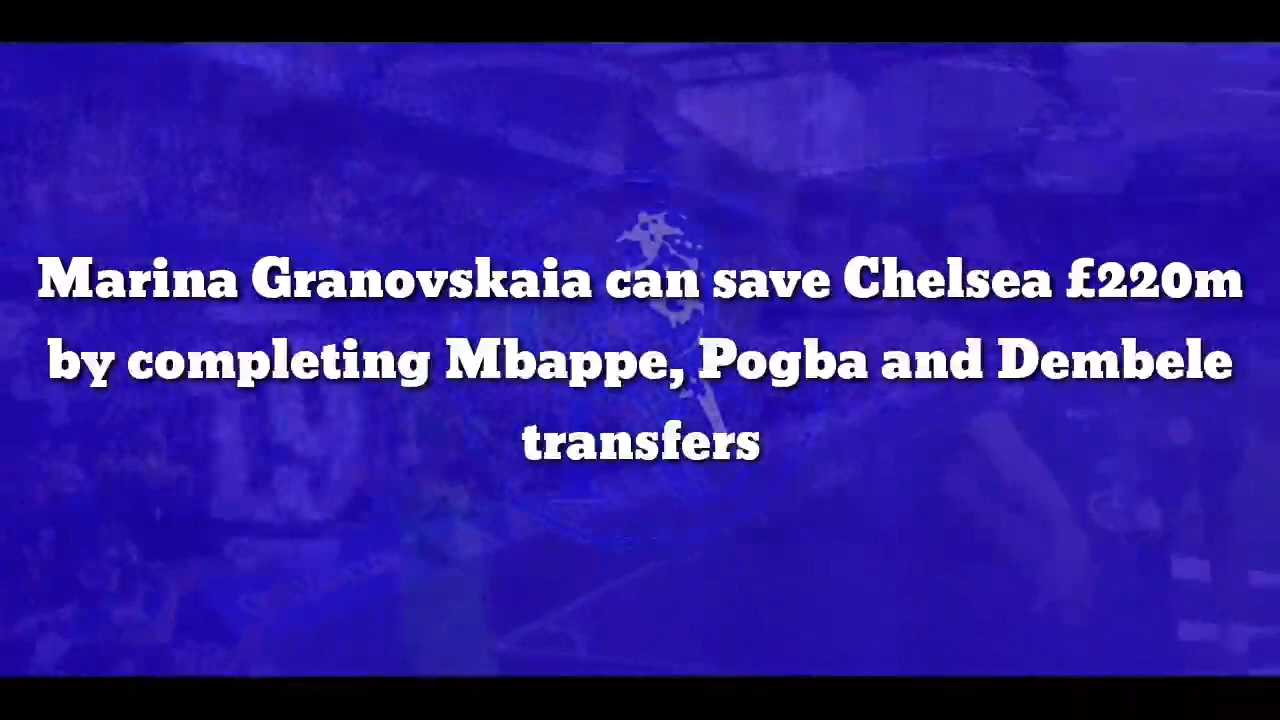 Marina Granovskaia can save Chelsea £220m
by completing Mbappe, Pogba and Dembele
transfers